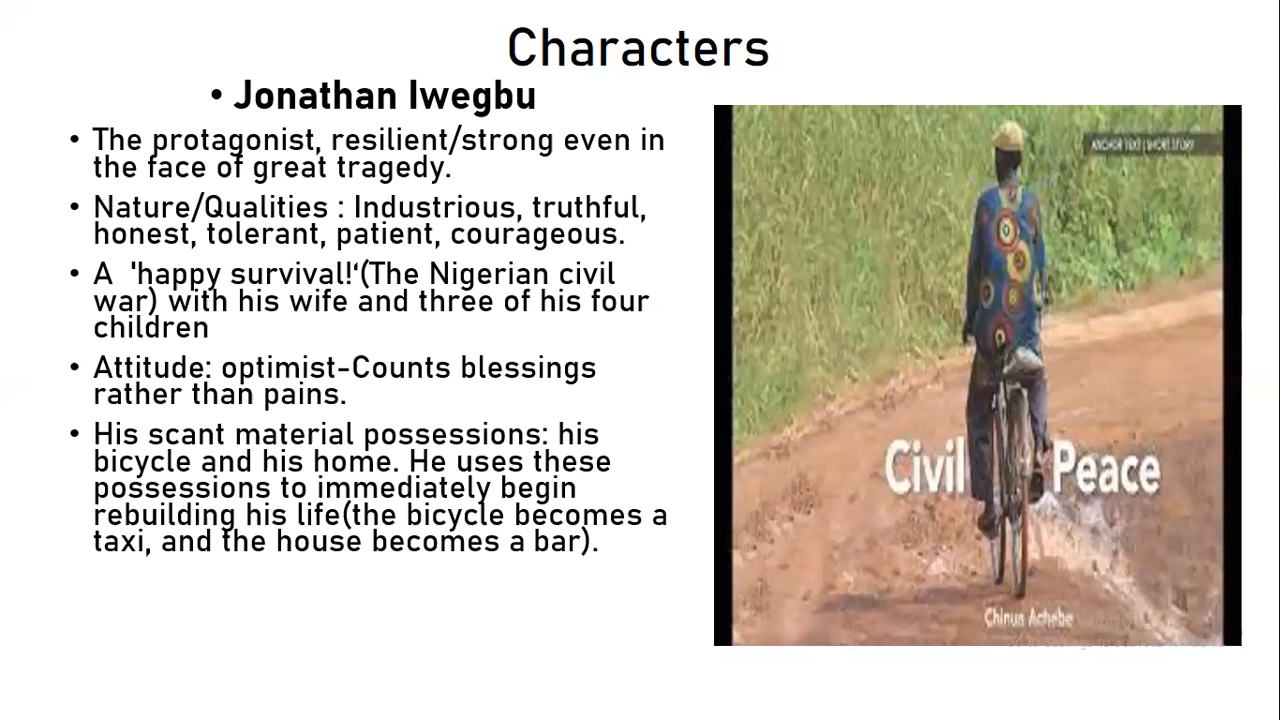 Characters
• Jonathan Iwegbu
• The protagonist, resilient/strong even in
the face of great tragedy.
• Nature/Qualities : Industrious, truthful,
honest, tolerant, patient, courageous.
• A 'happy survival!‘(The Nigerian civil
war) with his wife and three of his four
children
• Attitude: optimist-Counts blessings
rather than pains.
• His scant material possessions: his
bicycle and his home. He uses these
possessions to immediately begin
rebuilding his life(the bicycle becomes a
taxi, and the house becomes a bar).
ANCHOR TEXT | SHORT STORY
Civil Peace
Chinua Achebe